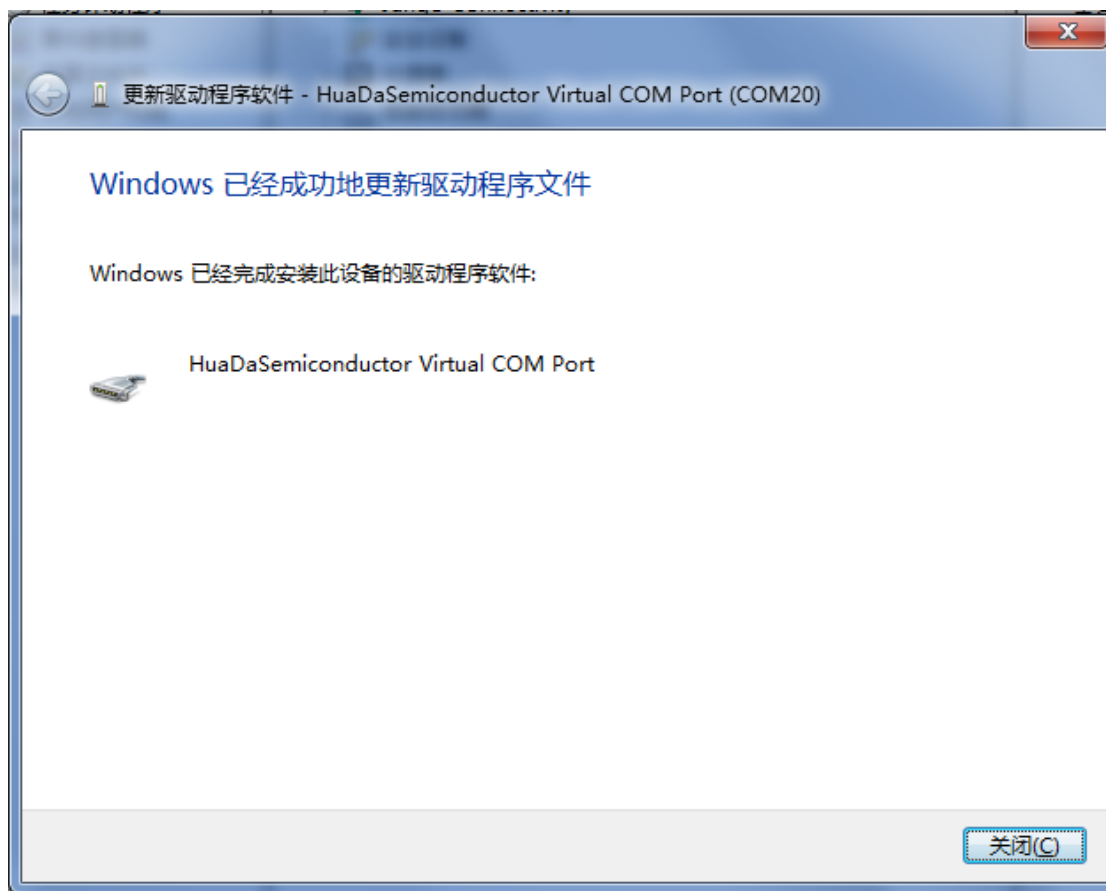 更新驱动程序软件 - HuaDaSemiconductor Virtual COM Port (COM20)
Windows 已经成功地更新驱动程序文件
Windows 已经完成安装此设备的驱动程序软件:
HuaDaSemiconductor Virtual COM Port
关闭(C)